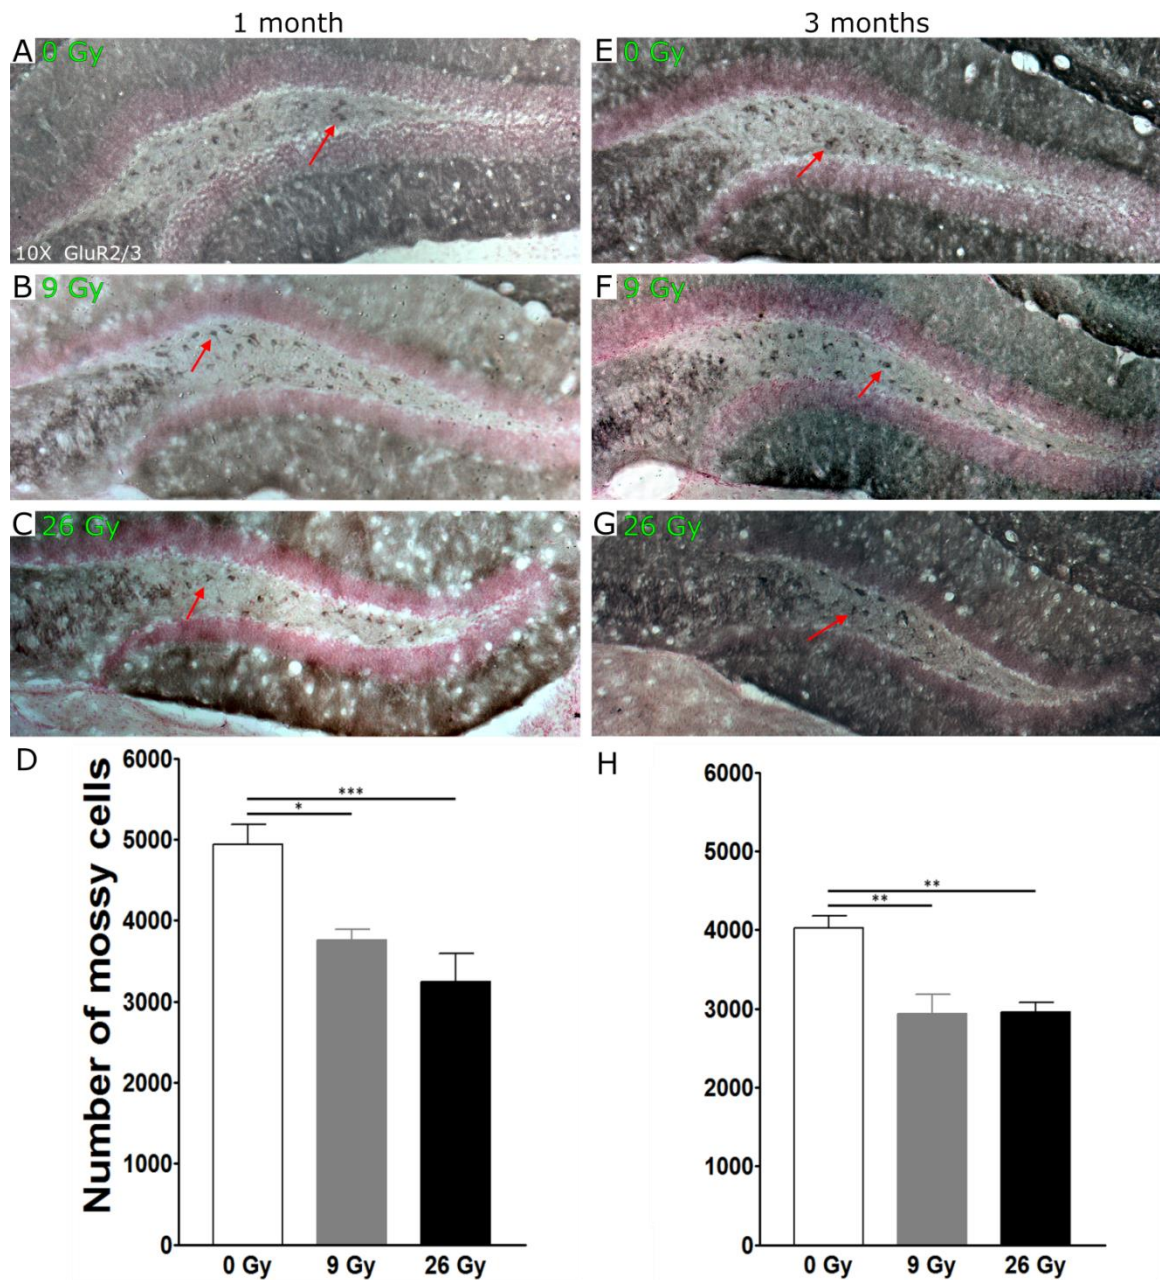 1 month
3 months
A 0 Gy
10X GluR2/3
E 0 Gy
B 9 Gy
F 9 Gy
C 26 Gy
G 26 Gy
D
Number of mossy cells
6000
5000
4000
3000
2000
1000
0
***
*
0 Gy 9 Gy 26 Gy
H
6000
5000
4000
3000
2000
1000
0
**
**
0 Gy 9 Gy 26 Gy